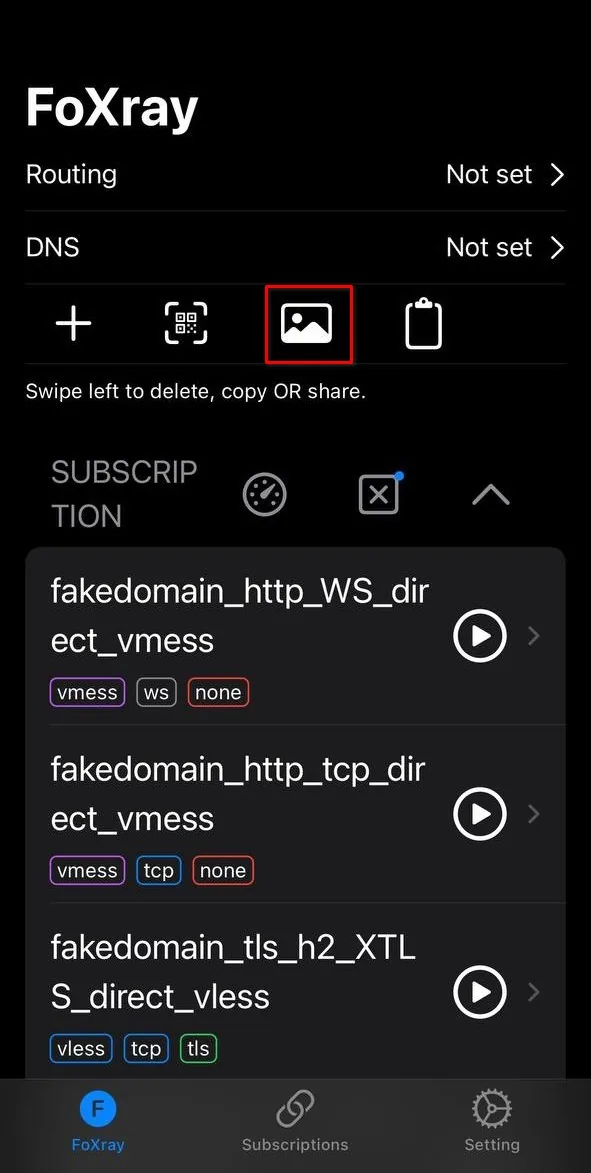 FoXray
Routing Not set
DNS Not set
Swipe left to delete, copy OR share.
SUBSCRIP
TION
fakedomain_http_WS_dir
ect_vmess
vmess ws none
fakedomain_http_tcp_dir
ect_vmess
vmess tcp none
fakedomain_tls_h2_XTL
S_direct_vless
vless tcp tls
F
FoXray Subscriptions Setting